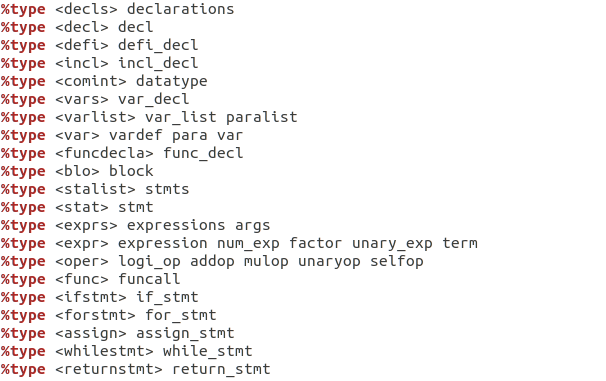 %type <decls> declarations
%type <decl> decl
%type <defi> defi_decl
%type <incl> incl_decl
%type <comint> datatype
%type <vars> var_decl
%type <varlist> var_list paralist
%type <var> vardef para var
%type <funcdecla> func_decl
%type <blo> block
%type <stalist> stmts
%type <stat> stmt
%type <exprs> expressions args
%type <expr> expression num_exp factor unary_exp term
%type <oper> logi_op addop mulop unaryop selfop
%type <func> funcall
%type <ifstmt> if_stmt
%type <forstmt> for_stmt
%type <assign> assign_stmt
%type <whilestmt> while_stmt
%type <returnstmt> return_stmt